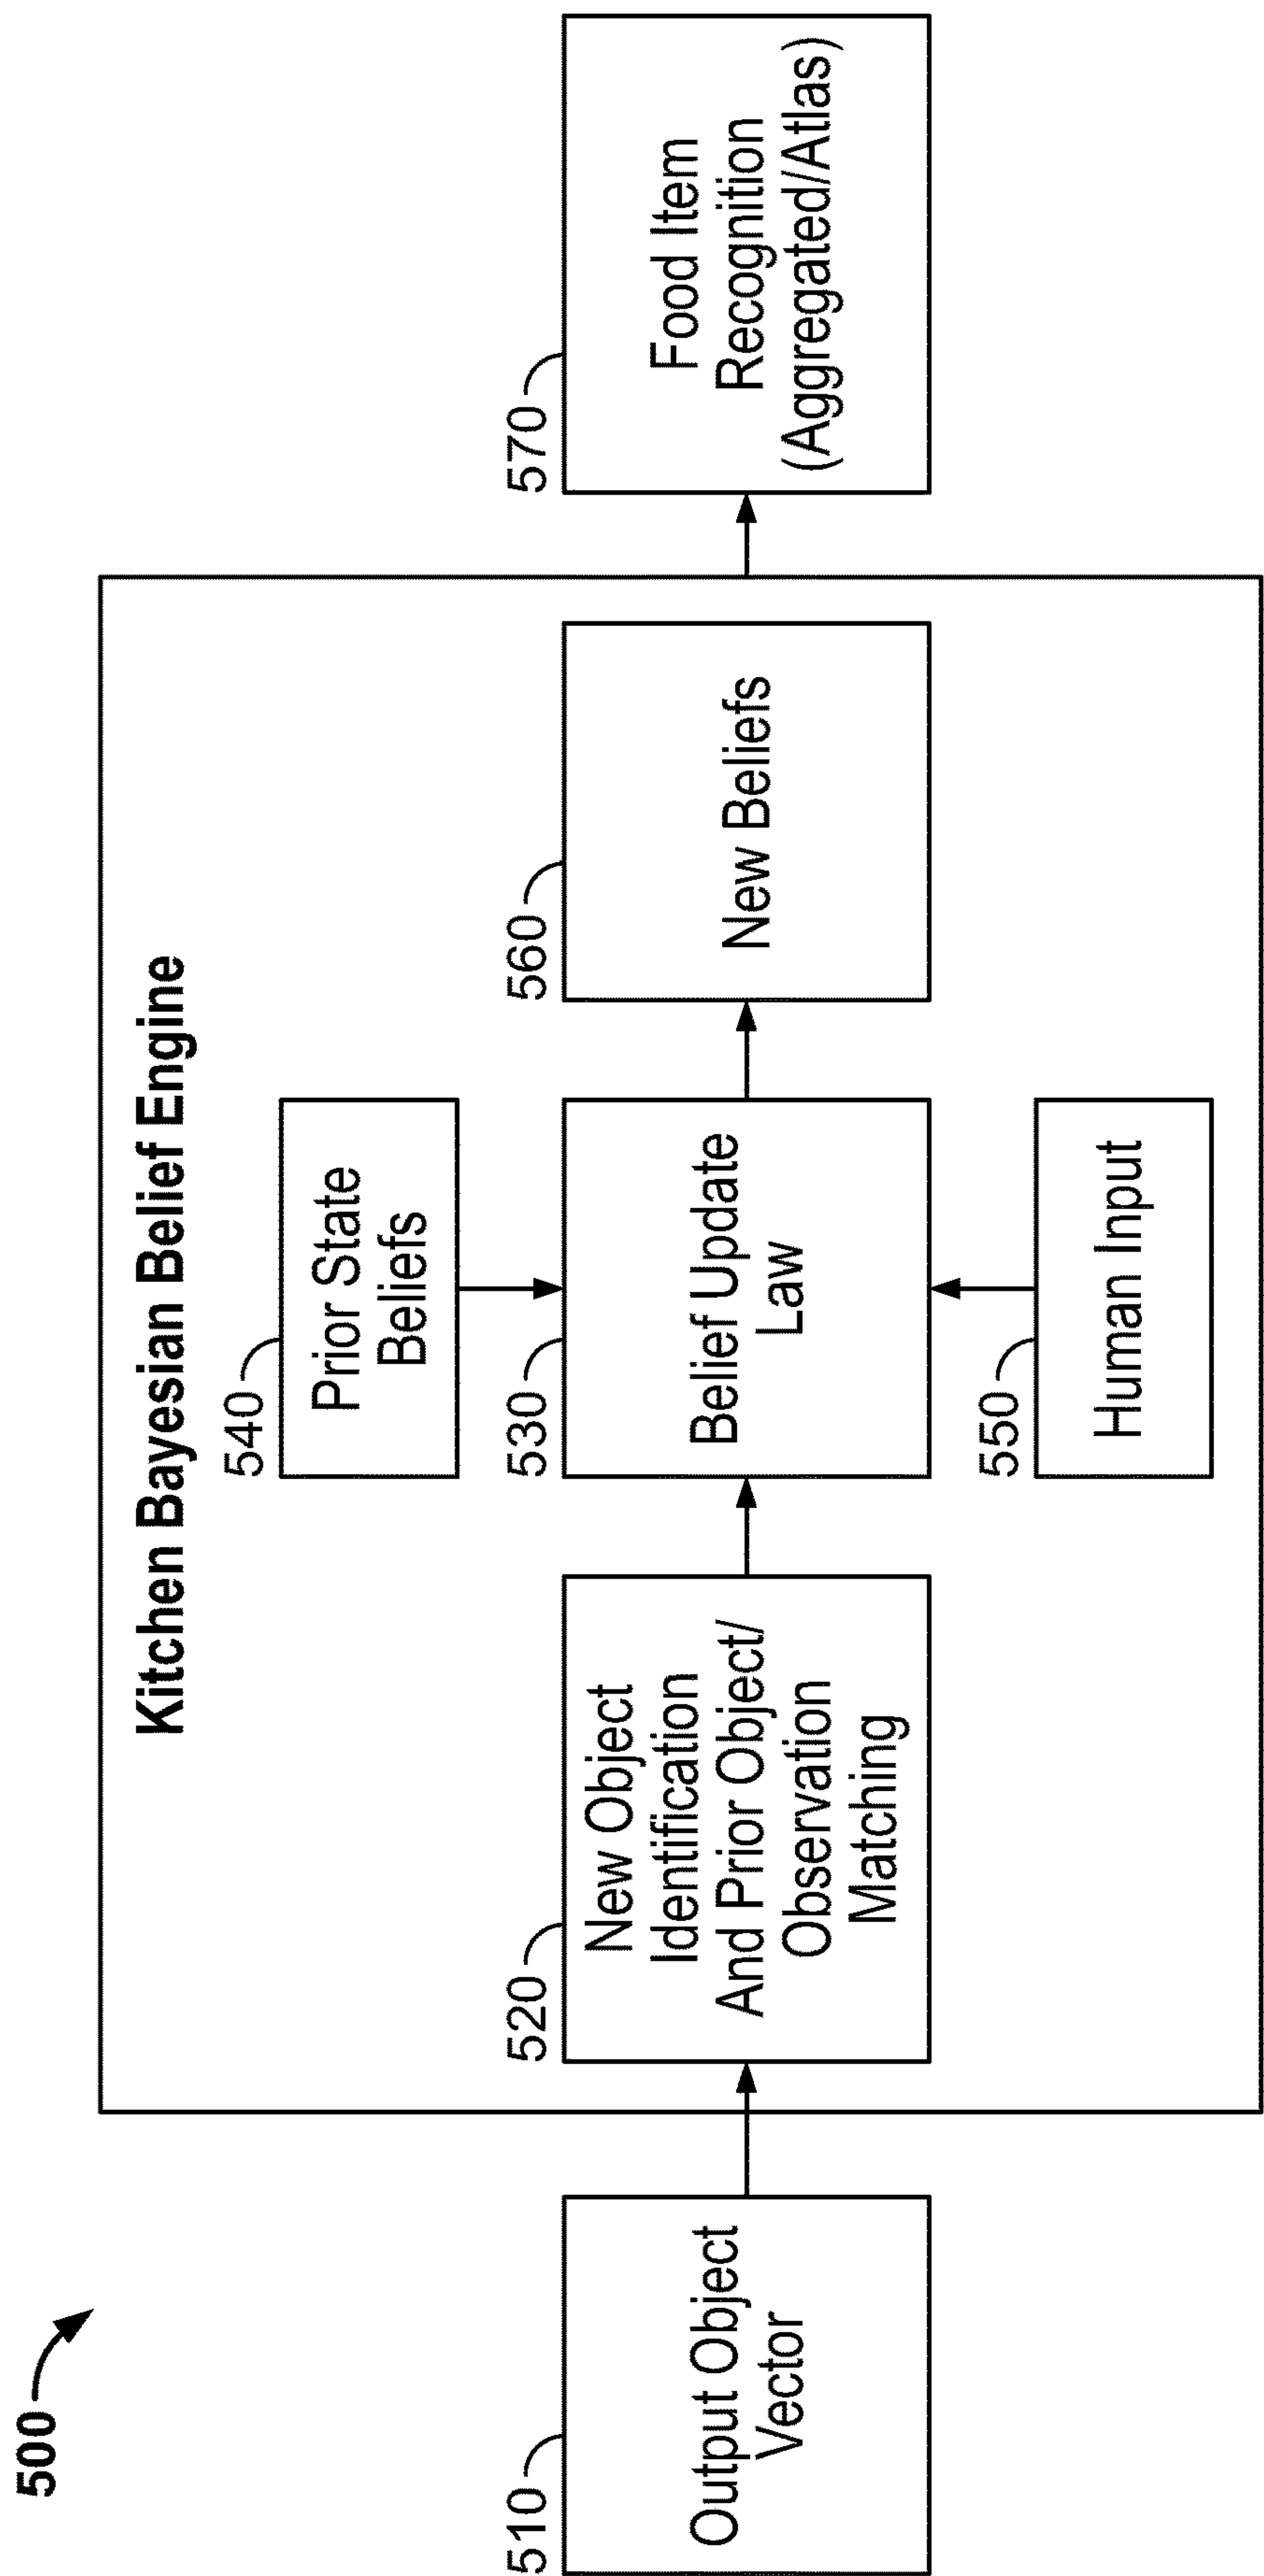 500
Kitchen Bayesian Belief Engine
510
Output Object
Vector
520
New Object
Identification
And Prior Object/
Observation
Matching
540
Prior State
Beliefs
530
Belief Update
Law
550
Human Input
560
New Beliefs
570
Food Item
Recognition
(Aggregated/Atlas)